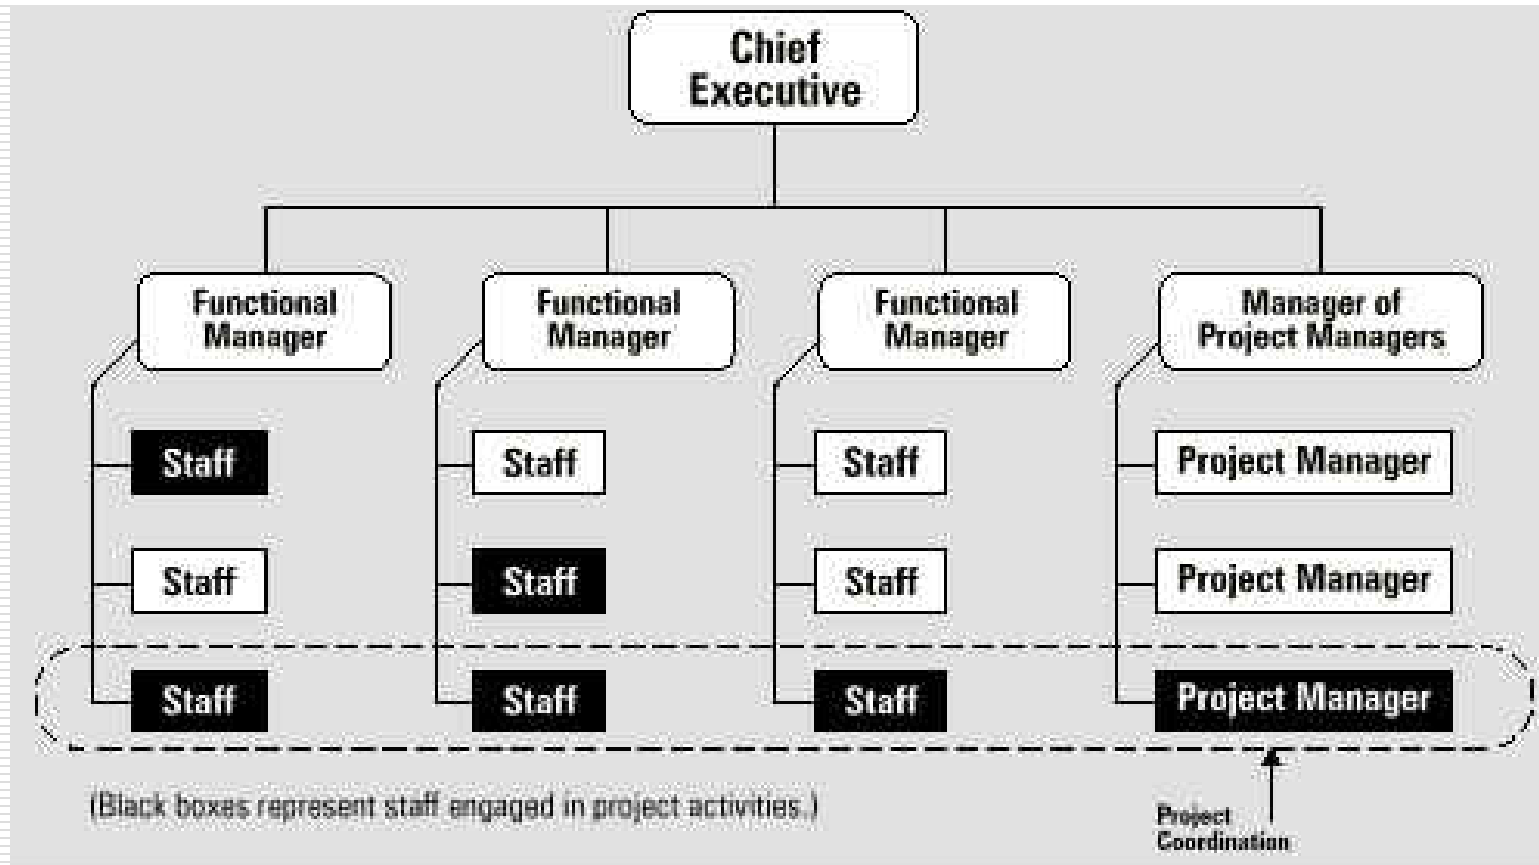 Chief
Executive
Functional
Manager
Functional
Manager
Functional
Manager
Manager of
Project Managers
Staff
Staff
Staff
Project Manager
Staff
Staff
Staff
Project Manager
Staff
Staff
Staff
Project Manager
(Black boxes represent staff engaged in project activities.)
Project
Coordination